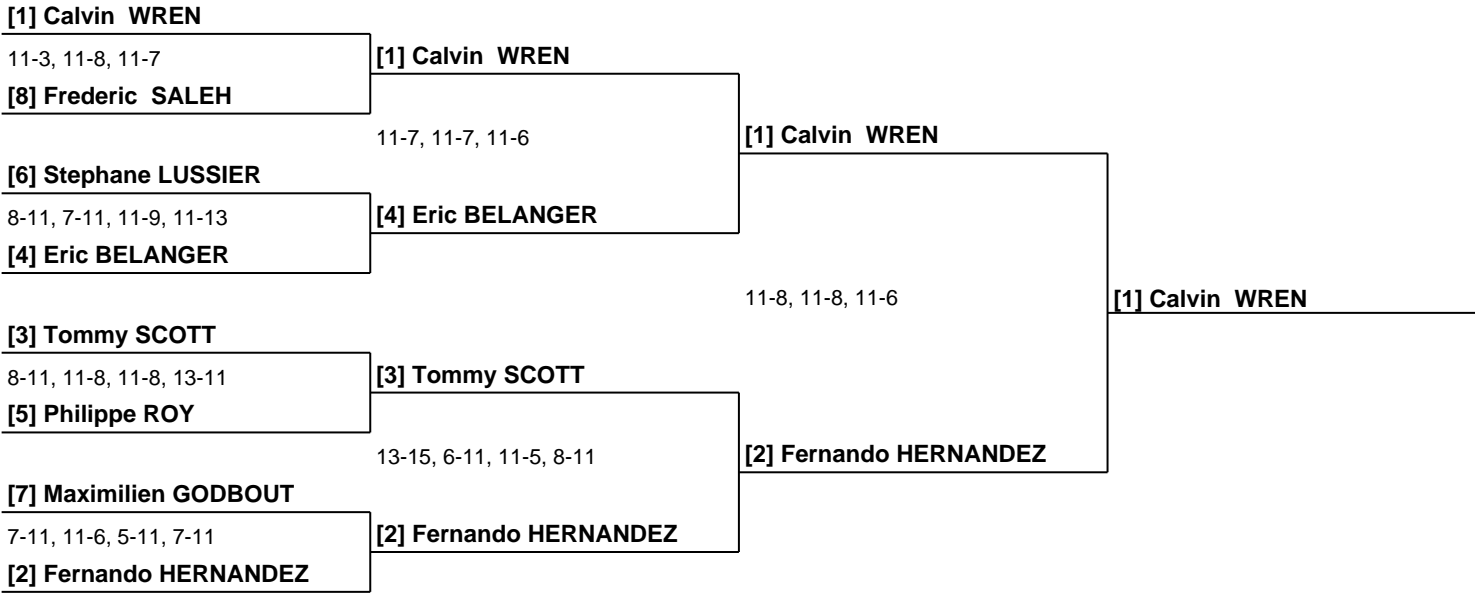 [1] Calvin WREN
11-3, 11-8, 11-7
[8] Frederic SALEH
[6] Stephane LUSSIER
8-11, 7-11, 11-9, 11-13
[4] Eric BELANGER
[3] Tommy SCOTT
8-11, 11-8, 11-8, 13-11
[5] Philippe ROY
[7] Maximilien GODBOUT
7-11, 11-6, 5-11, 7-11
[2] Fernando HERNANDEZ
[1] Calvin WREN
11-7, 11-7, 11-6
[4] Eric BELANGER
[3] Tommy SCOTT
13-15, 6-11, 11-5, 8-11
[2] Fernando HERNANDEZ
[1] Calvin WREN
11-8, 11-8, 11-6
[2] Fernando HERNANDEZ
[1] Calvin WREN